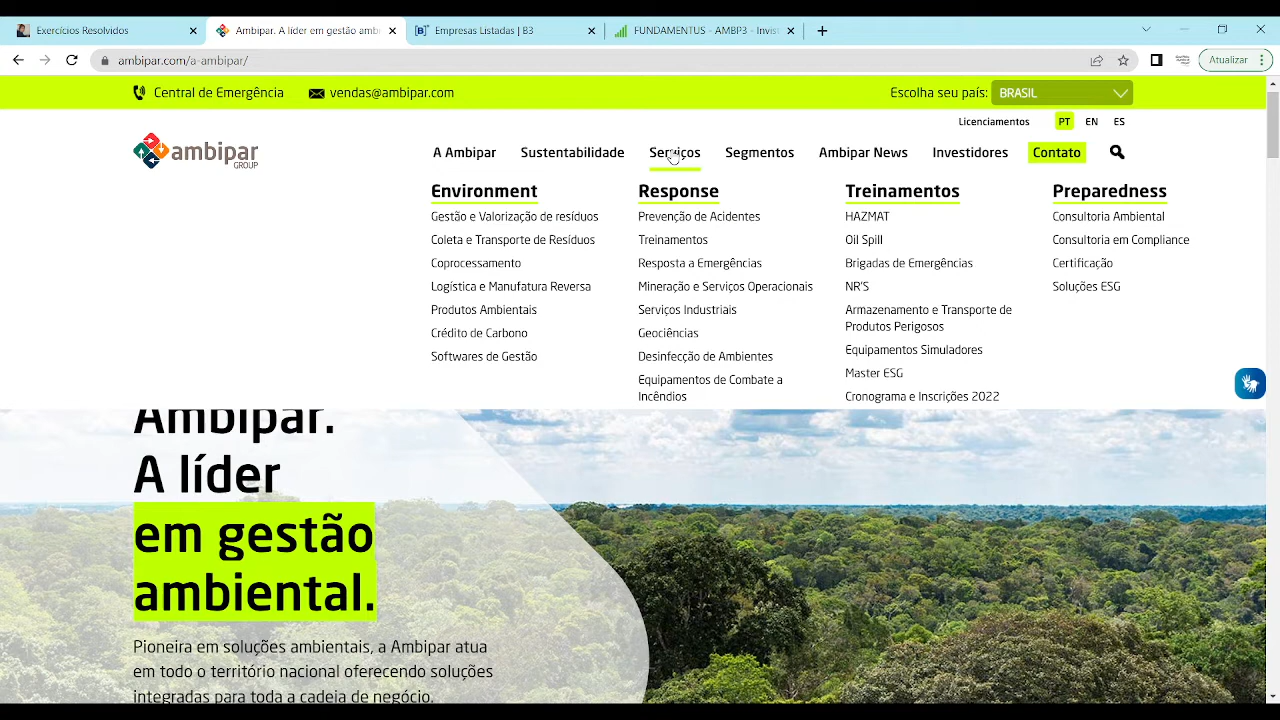 Exercícios Resolvidos
Ambipar. A líder em gestão ambi
Empresas Listadas | B3
FUNDAMENTUS - AMBP3 - Invis
ambipar.com/a-ambipar/
Atualizar
Central de Emergência
vendas@ambipar.com
Escolha seu país:
BRASIL
Licenciamentos
PT
EN
ES
ambipar
GROUP
A Ambipar
Sustentabilidade
Serviços
Segmentos
Ambipar News
Investidores
Contato
Environment
Gestão e Valorização de resíduos
Coleta e Transporte de Resíduos
Coprocessamento
Logística e Manufatura Reversa
Produtos Ambientais
Crédito de Carbono
Softwares de Gestão
Response
Prevenção de Acidentes
Treinamentos
Resposta a Emergências
Mineração e Serviços Operacionais
Serviços Industriais
Geociências
Desinfecção de Ambientes
Equipamentos de Combate a
Incêndios
Treinamentos
HAZMAT
Oil Spill
Brigadas de Emergências
NR'S
Armazenamento e Transporte de
Produtos Perigosos
Equipamentos Simuladores
Master ESG
Cronograma e Inscrições 2022
Preparedness
Consultoria Ambiental
Consultoria em Compliance
Certificação
Soluções ESG
Ambipar.
A líder
em gestão
ambiental.
Pioneira em soluções ambientais, a Ambipar atua
em todo o território nacional oferecendo soluções
integradas para toda a cadeia de negócio.